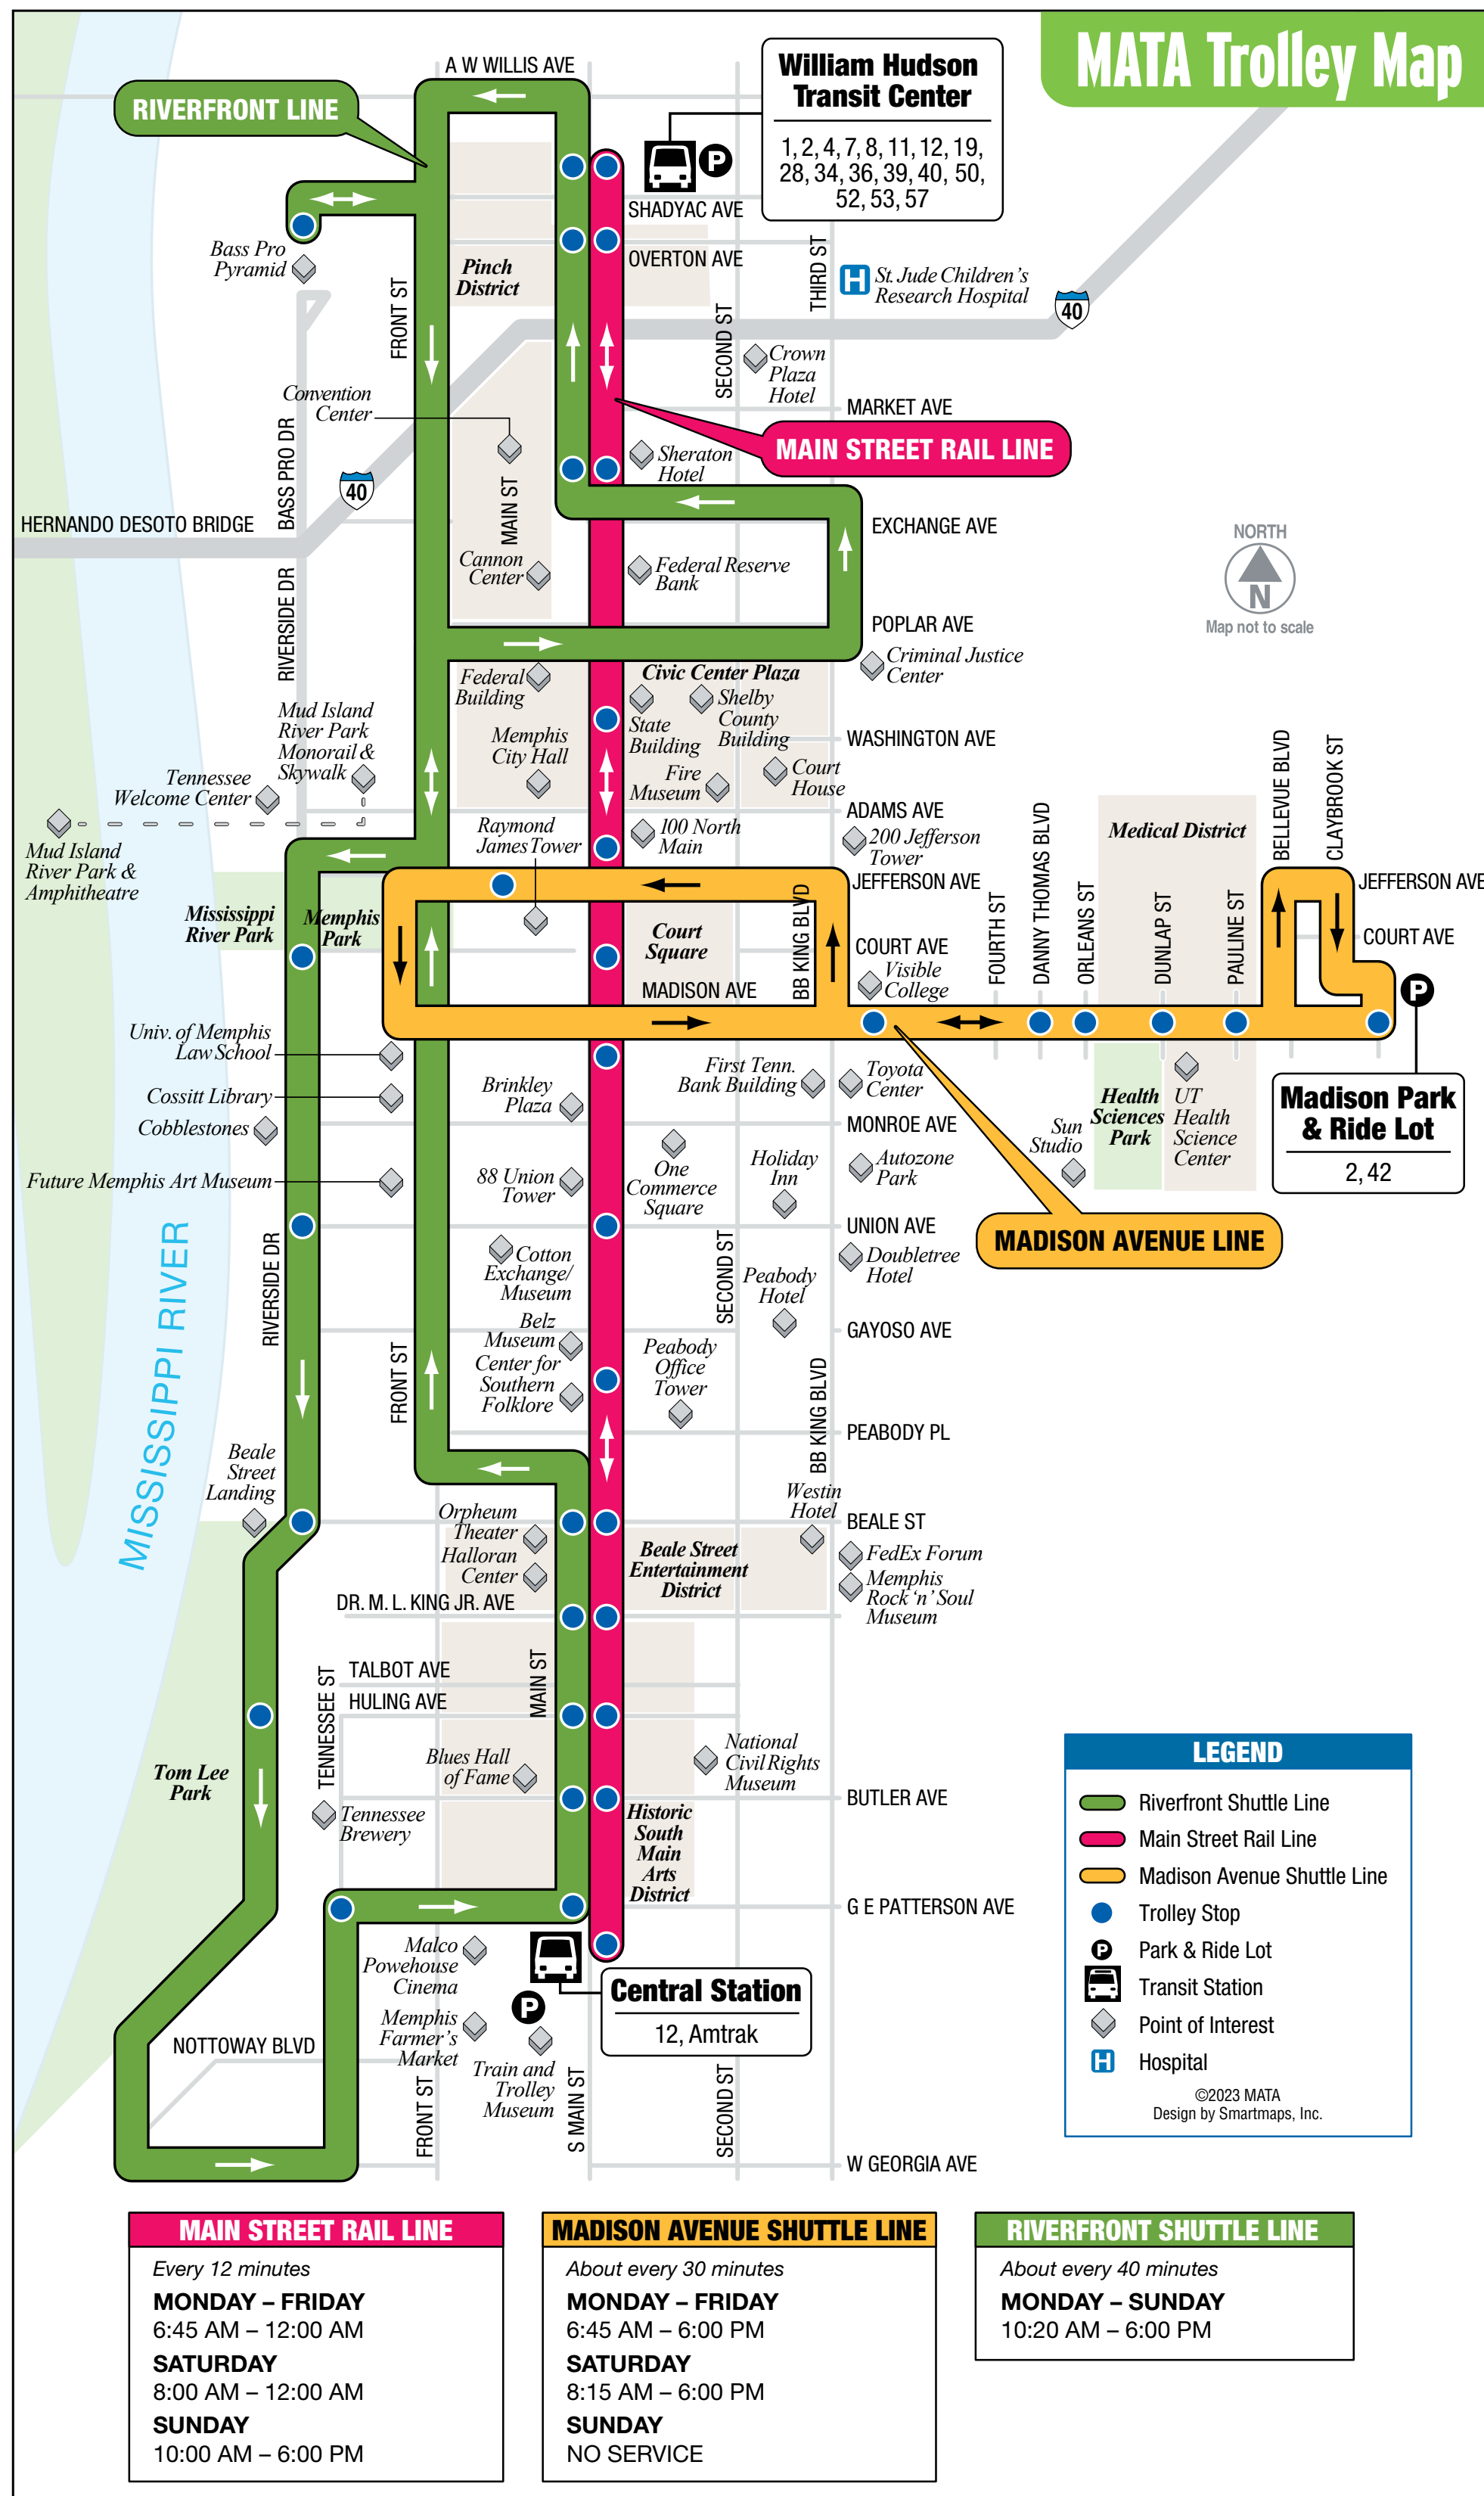 MATA Trolley Map
A W WILLIS AVE
William Hudson
Transit Center
1, 2, 4, 7, 8, 11, 12, 19,
28, 34, 36, 39, 40, 50,
52, 53, 57
RIVERFRONT LINE
P
SHADYAC AVE
OVERTON AVE
Bass Pro
Pyramid
Pinch
District
FRONT ST
THIRD ST
SECOND ST
H
St. Jude Children's
Research Hospital
40
Crown
Plaza
Hotel
Convention
Center
MARKET AVE
MAIN STREET RAIL LINE
Sheraton
Hotel
BASS PRO DR
40
MAIN ST
HERNANDO DESOTO BRIDGE
EXCHANGE AVE
NORTH
N
Map not to scale
Cannon
Center
Federal Reserve
Bank
RIVERSIDE DR
POPLAR AVE
Criminal Justice
Center
Federal
Building
Civic Center Plaza
State
Building
Shelby
County
Building
Mud Island
River Park
Monorail &
Skywalk
Memphis
City Hall
WASHINGTON AVE
Tennessee
Welcome Center
Fire
Museum
Court
House
ADAMS AVE
Mud Island
River Park &
Amphitheatre
Raymond
James Tower
100 North
Main
200 Jefferson
Tower
Medical District
BELLEVUE BLVD
CLAYBROOK ST
JEFFERSON AVE
JEFFERSON AVE
Mississippi
River Park
Memphis
Park
Court
Square
BB KING BLVD
COURT AVE
COURT AVE
FOURTH ST
DANNY THOMAS BLVD
ORLEANS ST
DUNLAP ST
PAULINE ST
Visible
College
MADISON AVE
P
Univ. of Memphis
Law School
Cossitt Library
Cobblestones
Brinkley
Plaza
First Tenn.
Bank Building
Toyota
Center
MONROE AVE
Health
Sciences
Park
UT
Health
Science
Center
Sun
Studio
Madison Park
& Ride Lot
2, 42
Future Memphis Art Museum
88 Union
Tower
One
Commerce
Square
Holiday
Inn
Autozone
Park
UNION AVE
MADISON AVENUE LINE
MISSISSIPPI RIVER
RIVERSIDE DR
Cotton
Exchange/
Museum
SECOND ST
Doubletree
Hotel
Peabody
Hotel
GAYOSO AVE
Belz
Museum
Center for
Southern
Folklore
FRONT ST
Peabody
Office
Tower
BB KING BLVD
PEABODY PL
Beale
Street
Landing
Orpheum
Theater
Halloran
Center
Westin
Hotel
BEALE ST
Beale Street
Entertainment
District
FedEx Forum
Memphis
Rock 'n' Soul
Museum
DR. M. L. KING JR. AVE
TALBOT AVE
HULING AVE
TENNESSEE ST
MAIN ST
Tom Lee
Park
Blues Hall
of Fame
National
Civil Rights
Museum
Tennessee
Brewery
BUTLER AVE
Historic
South
Main
Arts
District
G E PATTERSON AVE
LEGEND
Riverfront Shuttle Line
Main Street Rail Line
Madison Avenue Shuttle Line
Trolley Stop
P
Park & Ride Lot
Transit Station
Point of Interest
H
Hospital
©2023 MATA
Design by Smartmaps, Inc.
Malco
Powehouse
Cinema
P
Central Station
12, Amtrak
Memphis
Farmer's
Market
NOTTOWAY BLVD
Train and
Trolley
Museum
FRONT ST
S MAIN ST
SECOND ST
W GEORGIA AVE
MAIN STREET RAIL LINE
Every 12 minutes
MONDAY – FRIDAY
6:45 AM – 12:00 AM
SATURDAY
8:00 AM – 12:00 AM
SUNDAY
10:00 AM – 6:00 PM
MADISON AVENUE SHUTTLE LINE
About every 30 minutes
MONDAY – FRIDAY
6:45 AM – 6:00 PM
SATURDAY
8:15 AM – 6:00 PM
SUNDAY
NO SERVICE
RIVERFRONT SHUTTLE LINE
About every 40 minutes
MONDAY – SUNDAY
10:20 AM – 6:00 PM